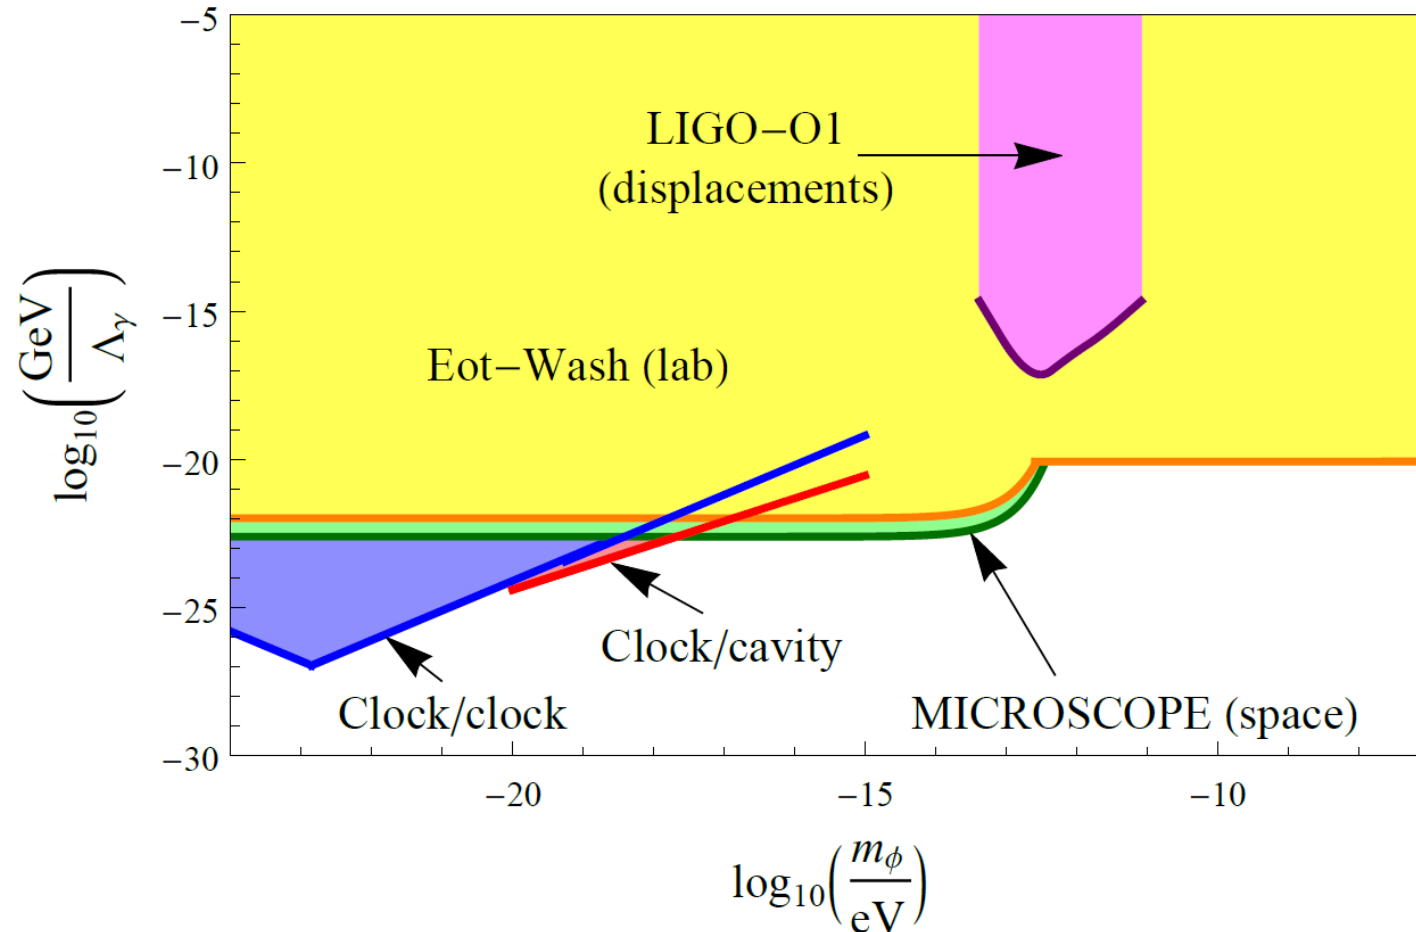 −5
−10
−15
−20
−25
−30
log₁₀(GeV/Λγ)
LIGO−O1
(displacements)
Eot−Wash (lab)
Clock/cavity
Clock/clock
MICROSCOPE (space)
−20
−15
−10
log₁₀(mϕ/eV)